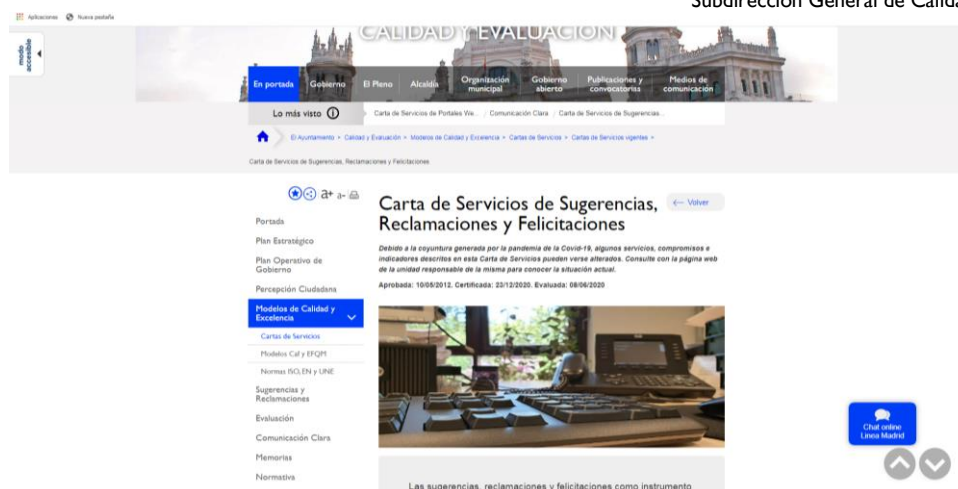 Subdirección General de Calida
Aplicaciones Nueva pestaña
modo accesible
CALIDAD Y EVALUACIÓN
En portada Gobierno El Pleno Alcaldía Organización municipal Gobierno abierto Publicaciones y convocatorias Medios de comunicación
Lo más visto Carta de Servicios de Portales We... / Comunicación Clara / Carta de Servicios de Sugerencias...
El Ayuntamiento > Calidad y Evaluación > Modelos de Calidad y Excelencia > Cartas de Servicios > Cartas de Servicios vigentes >
Carta de Servicios de Sugerencias, Reclamaciones y Felicitaciones
a+ a-
Portada
Plan Estratégico
Plan Operativo de
Gobierno
Percepción Ciudadana
Modelos de Calidad y
Excelencia
Cartas de Servicios
Modelos Caf y EFQM
Normas ISO, EN y UNE
Sugerencias y
Reclamaciones
Evaluación
Comunicación Clara
Memorias
Normativa
Carta de Servicios de Sugerencias,
Reclamaciones y Felicitaciones
← Volver
Debido a la coyuntura generada por la pandemia de la Covid-19, algunos servicios, compromisos e
indicadores descritos en esta Carta de Servicios pueden verse alterados. Consulte con la página web
de la unidad responsable de la misma para conocer la situación actual.
Aprobada: 10/05/2012. Certificada: 22/12/2020. Evaluada: 08/06/2020
Las sugerencias, reclamaciones y felicitaciones como instrumento
Chat online
Linea Madrid